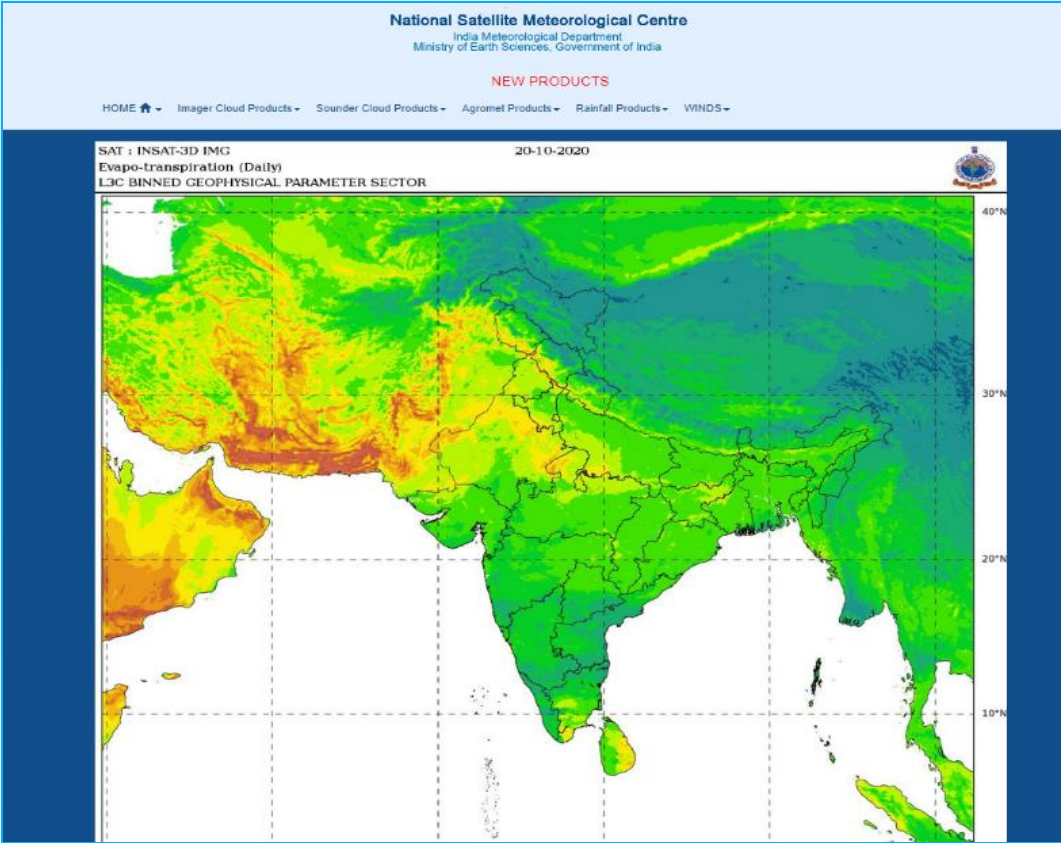 National Satellite Meteorological Centre
India Meteorological Department
Ministry of Earth Sciences, Government of India
NEW PRODUCTS
HOME Imager Cloud Products Sounder Cloud Products Agromet Products Rainfall Products WINDS
SAT : INSAT-3D IMG 20-10-2020
Evapo-transpiration (Daily)
L3C BINNED GEOPHYSICAL PARAMETER SECTOR
40°N
30°N
20°N
10°N